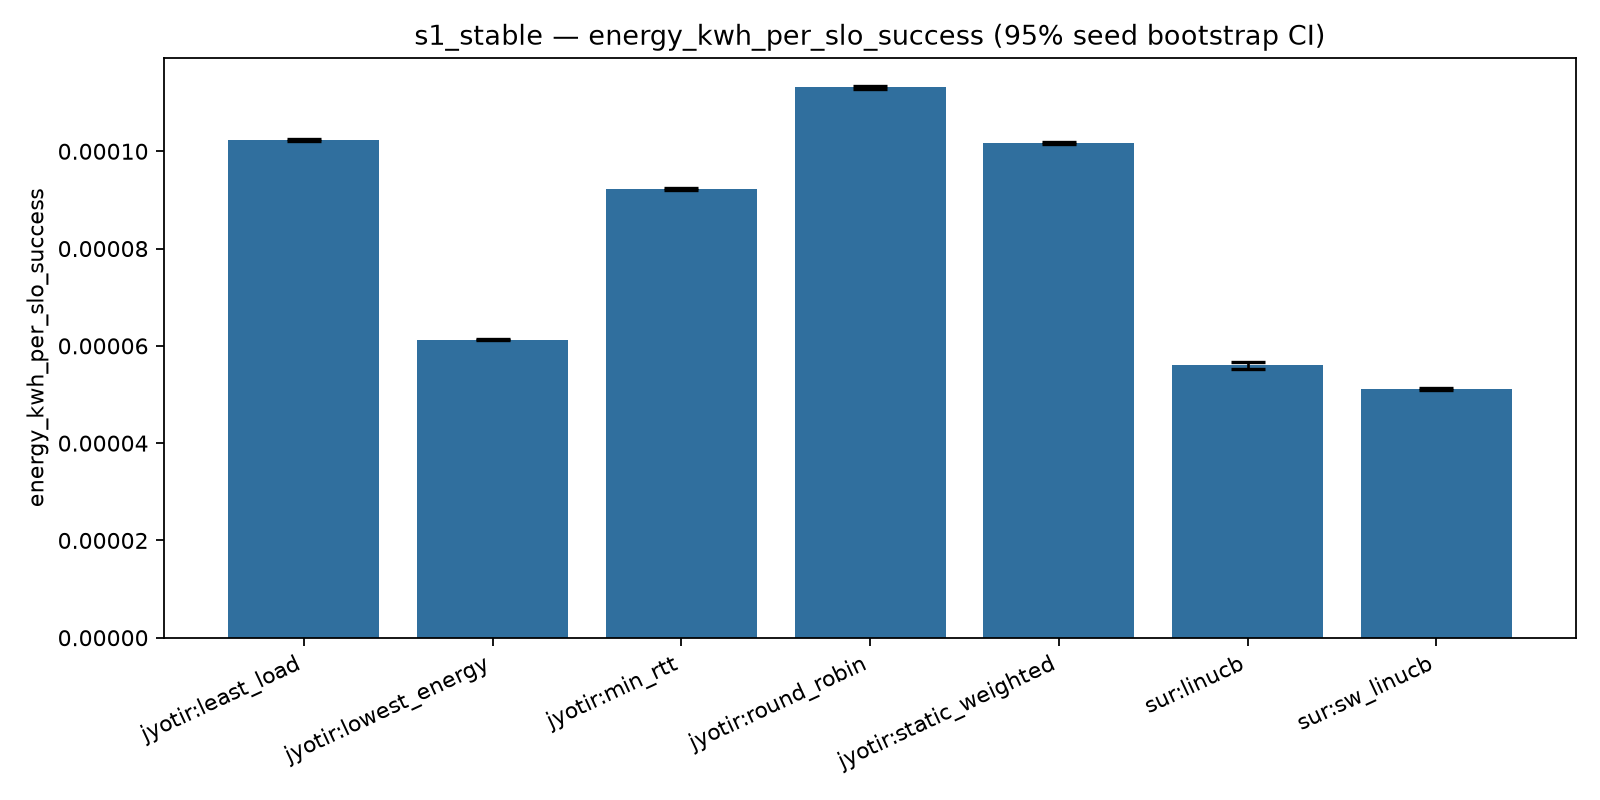 s1_stable — energy_kwh_per_slo_success (95% seed bootstrap CI)
energy_kwh_per_slo_success
0.00010
0.00008
0.00006
0.00004
0.00002
0.00000
jyotir:least_load
jyotir:lowest_energy
jyotir:min_rtt
jyotir:round_robin
jyotir:static_weighted
sur:linucb
sur:sw_linucb